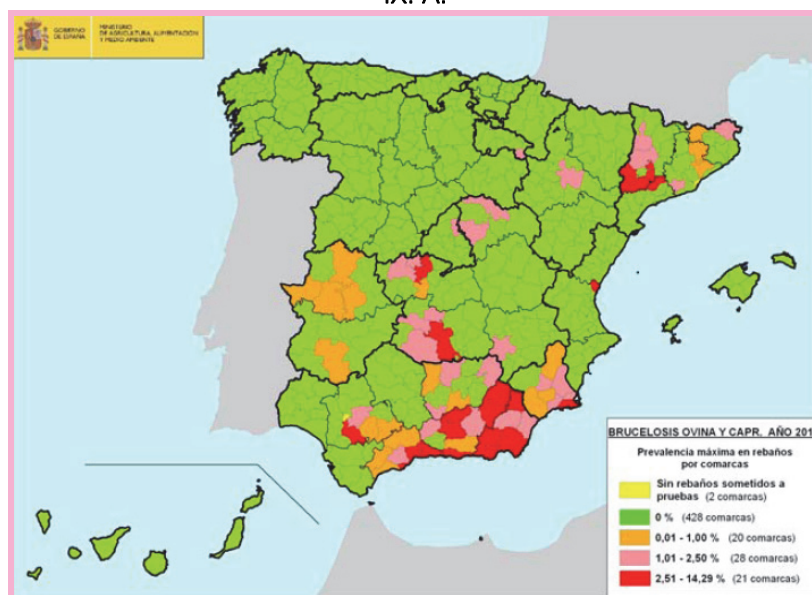 GOBIERNO
DE ESPAÑA
MINISTERIO
DE AGRICULTURA, ALIMENTACIÓN
Y MEDIO AMBIENTE
BRUCELOSIS OVINA Y CAPR. AÑO 201
Prevalencia máxima en rebaños
por comarcas
Sin rebaños sometidos a
pruebas (2 comarcas)
0 % (428 comarcas)
0,01 - 1,00 % (20 comarcas)
1,01 - 2,50 % (28 comarcas)
2,51 - 14,29 % (21 comarcas)